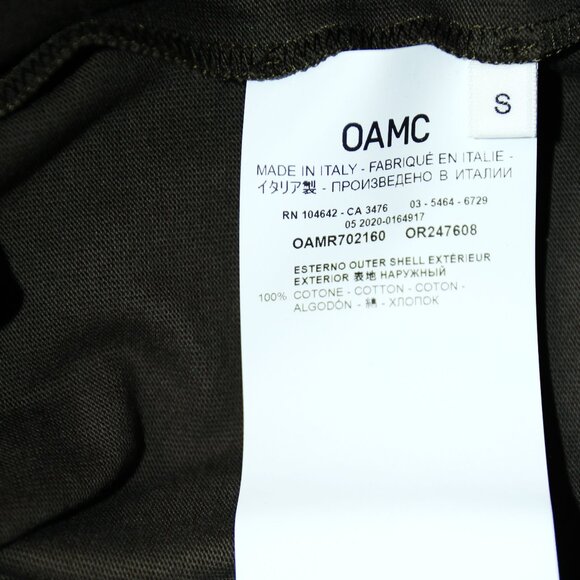 S
OAMC
MADE IN ITALY - FABRIQUÉ EN ITALIE -
イタリア製 - ПРОИЗВЕДЕНО В ИТАЛИИ
RN 104642 - CA 3476 03 - 5464 - 6729
05 2020-0164917
OAMR702160 OR247608
ESTERNO OUTER SHELL EXTÉRIEUR
EXTERIOR 表地 НАРУЖНЫЙ
100% COTONE - COTTON - COTON -
ALGODÓN - 綿 - ХЛОПОК